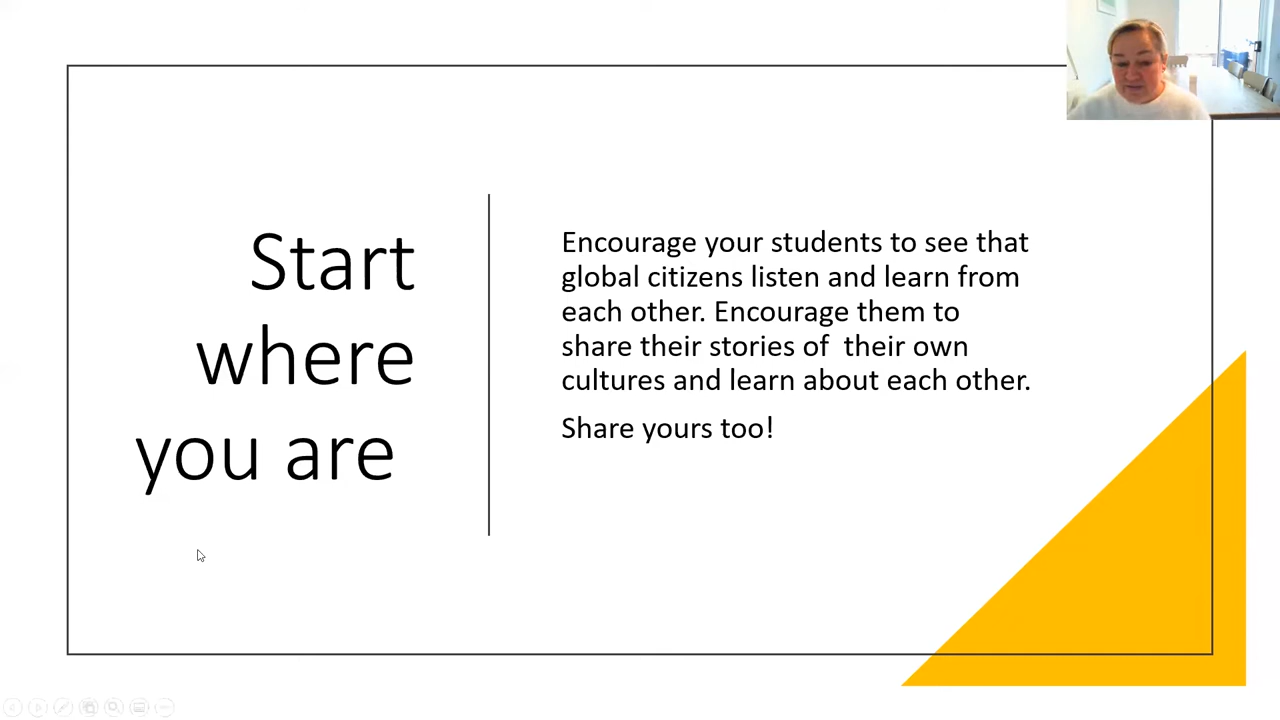 Start
where
you are
Encourage your students to see that
global citizens listen and learn from
each other. Encourage them to
share their stories of  their own
cultures and learn about each other.
Share yours too!